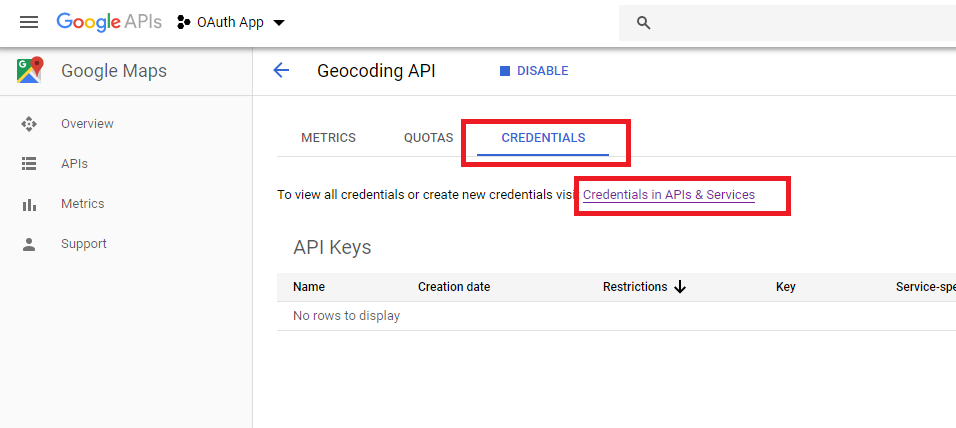 Google APIs OAuth App
Google Maps
Geocoding API DISABLE
Overview
APIs
Metrics
Support
METRICS QUOTAS CREDENTIALS
To view all credentials or create new credentials visi Credentials in APIs & Services
API Keys
Name Creation date Restrictions Key Service-spe
No rows to display